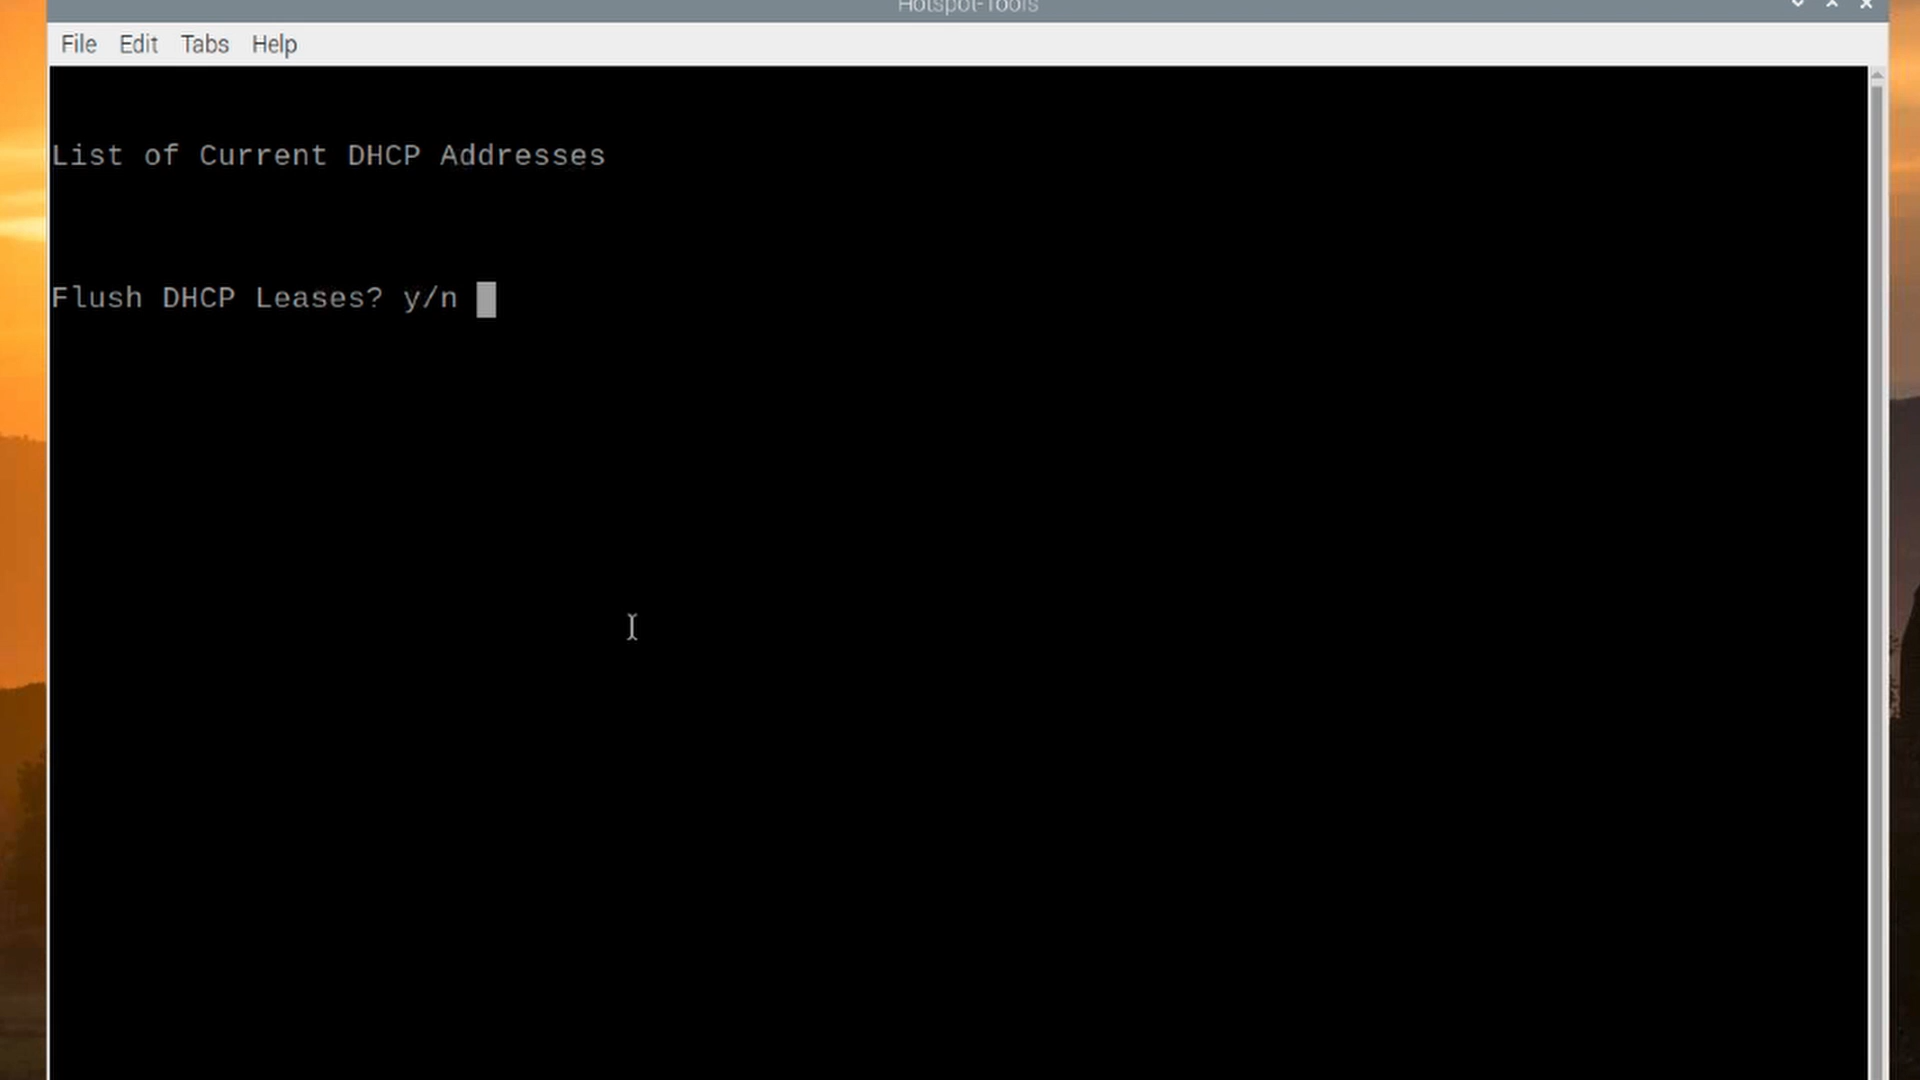 Hotspot-Tools
File Edit Tabs Help
List of Current DHCP Addresses
Flush DHCP Leases? y/n